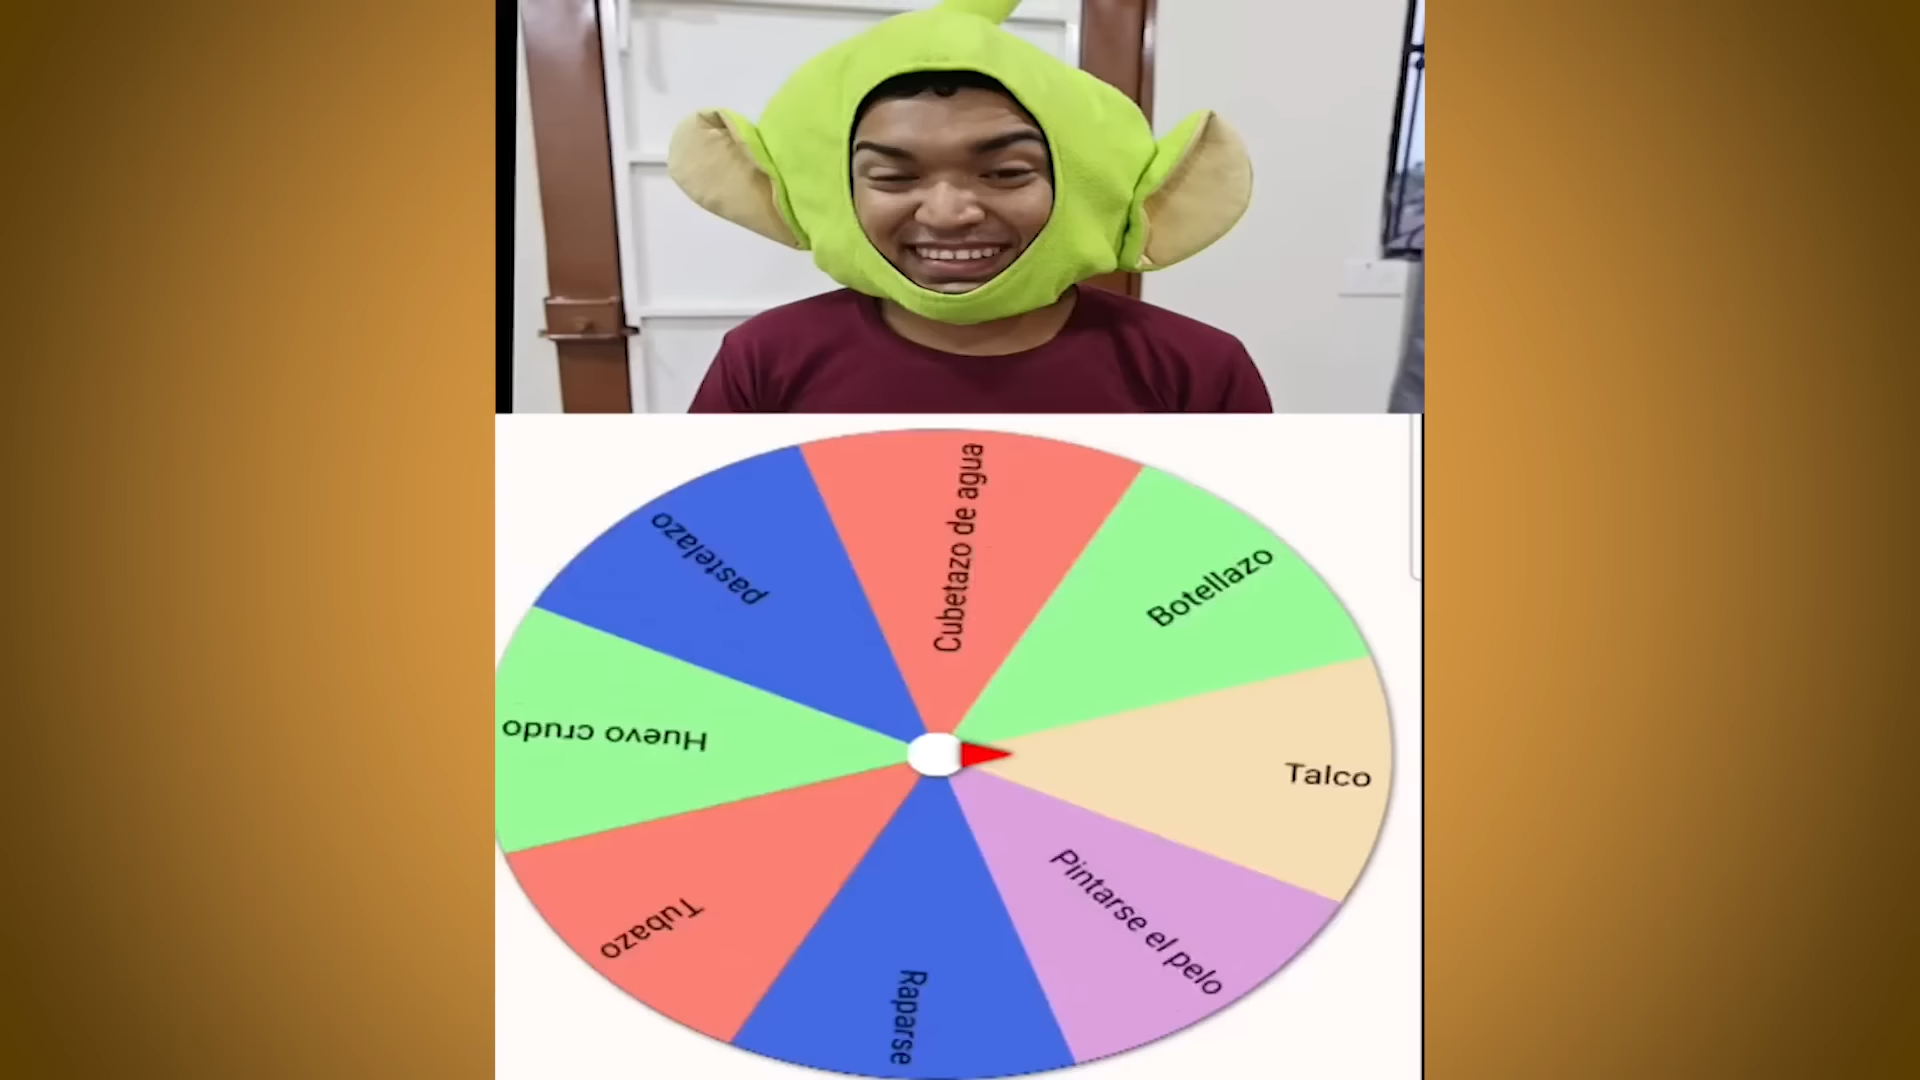 Cubetazo de agua
Botellazo
Talco
Pintarse el pelo
Raparse
Tubazo
Huevo crudo
pastelazo